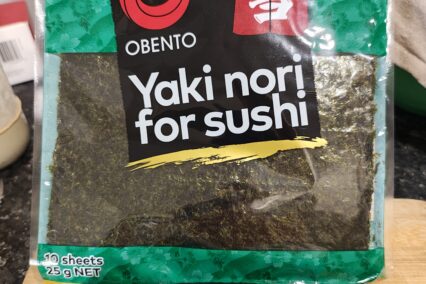 OBENTO
Yaki nori
for sushi
10 sheets
25 g NET